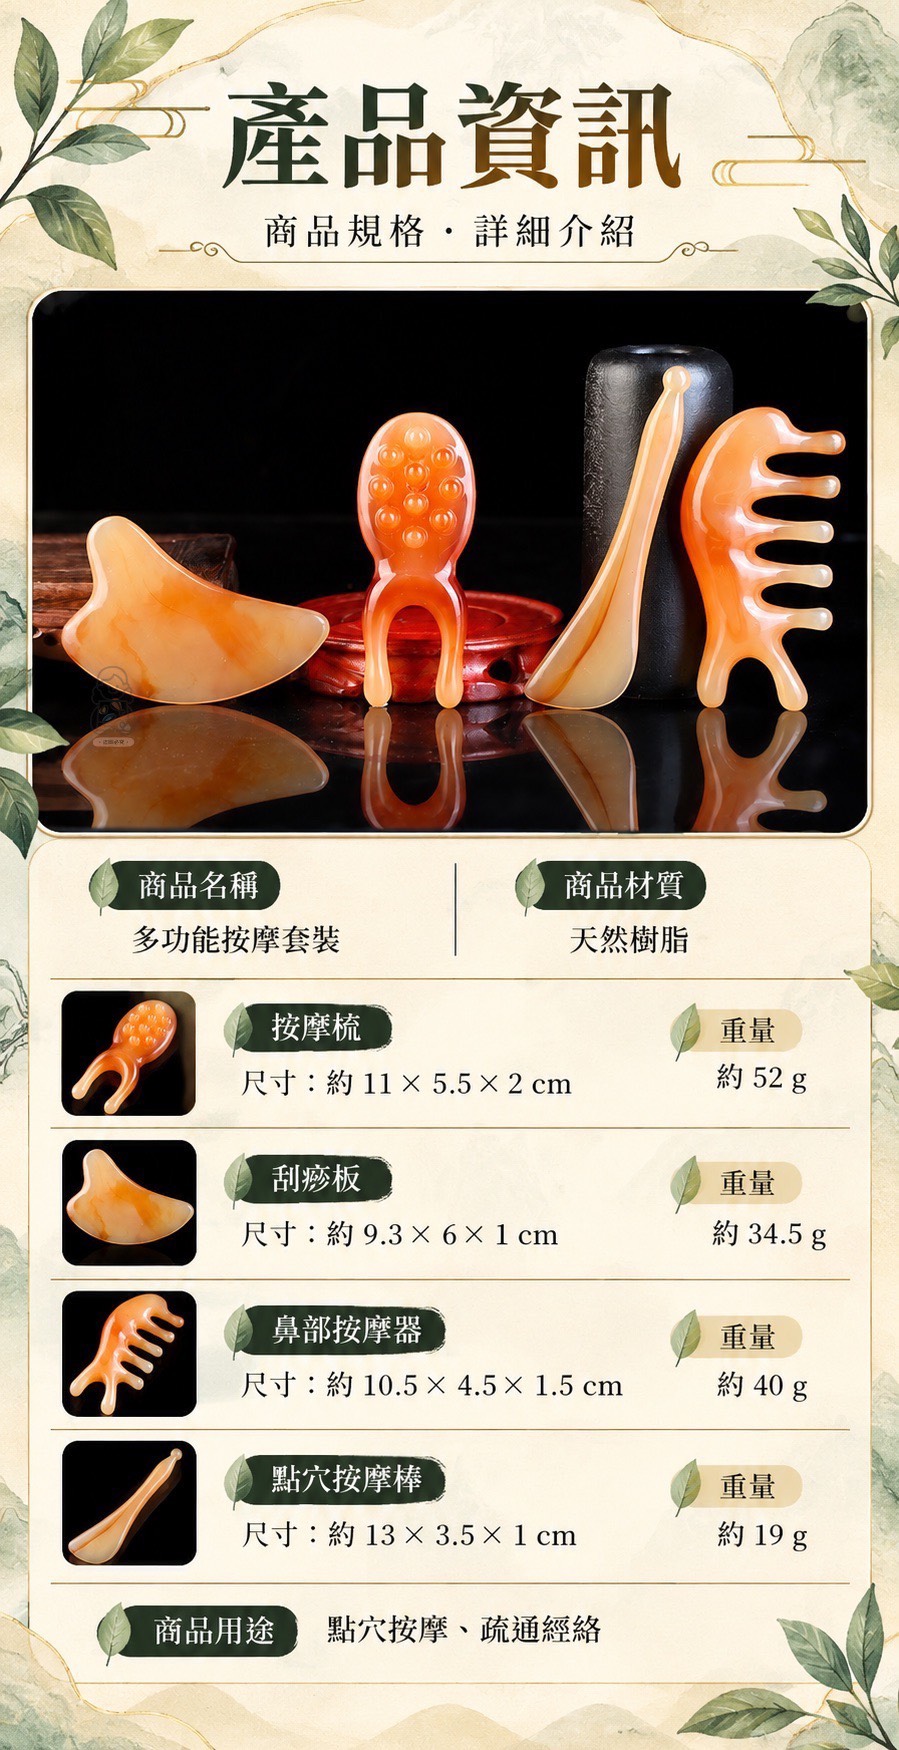 產品資訊
商品規格・詳細介紹
商品名稱
多功能按摩套裝
商品材質
天然樹脂
按摩梳
尺寸：約 11 × 5.5 × 2 cm
重量
約 52 g
刮痧板
尺寸：約 9.3 × 6 × 1 cm
重量
約 34.5 g
鼻部按摩器
尺寸：約 10.5 × 4.5 × 1.5 cm
重量
約 40 g
點穴按摩棒
尺寸：約 13 × 3.5 × 1 cm
重量
約 19 g
商品用途
點穴按摩、疏通經絡